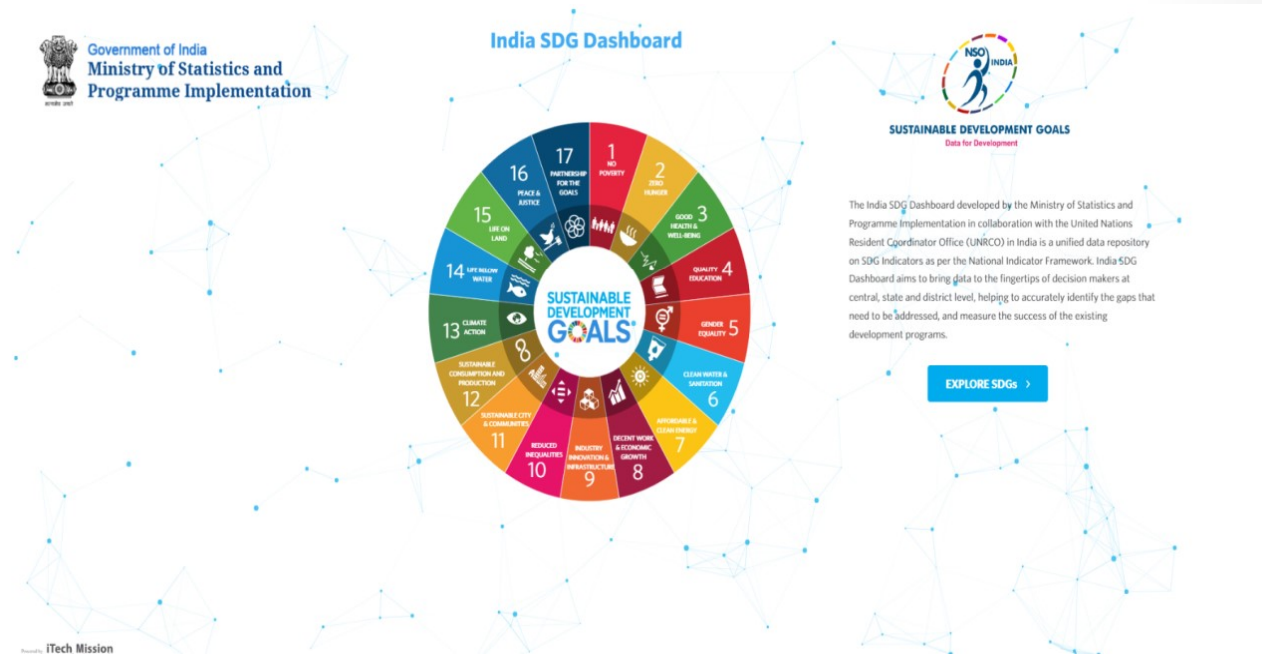 Government of India
Ministry of Statistics and
Programme Implementation
India SDG Dashboard
NSO
INDIA
SUSTAINABLE DEVELOPMENT GOALS
Data for Development
1
NO
POVERTY
2
ZERO
HUNGER
GOOD
HEALTH &
WELL-BEING
3
QUALITY
EDUCATION
4
GENDER
EQUALITY
5
CLEAN WATER &
SANITATION
6
AFFORDABLE &
CLEAN ENERGY
7
DECENT WORK
& ECONOMIC
GROWTH
8
INDUSTRY
INNOVATION &
INFRASTRUCTURE
9
REDUCED
INEQUALITIES
10
SUSTAINABLE CITY
& COMMUNITIES
11
SUSTAINABLE
CONSUMPTION AND
PRODUCTION
12
13
CLIMATE
ACTION
14
LIFE BELOW
WATER
15
LIFE ON
LAND
16
PEACE &
JUSTICE
17
PARTNERSHIP
FOR THE
GOALS
SUSTAINABLE
DEVELOPMENT
GOALS
The India SDG Dashboard developed by the Ministry of Statistics and
Programme Implementation in collaboration with the United Nations
Resident Coordinator Office (UNRCO) in India is a unified data repository
on SDG Indicators as per the National Indicator Framework. India SDG
Dashboard aims to bring data to the fingertips of decision makers at
central, state and district level, helping to accurately identify the gaps that
need to be addressed, and measure the success of the existing
development programs.
EXPLORE SDGs >
iTech Mission